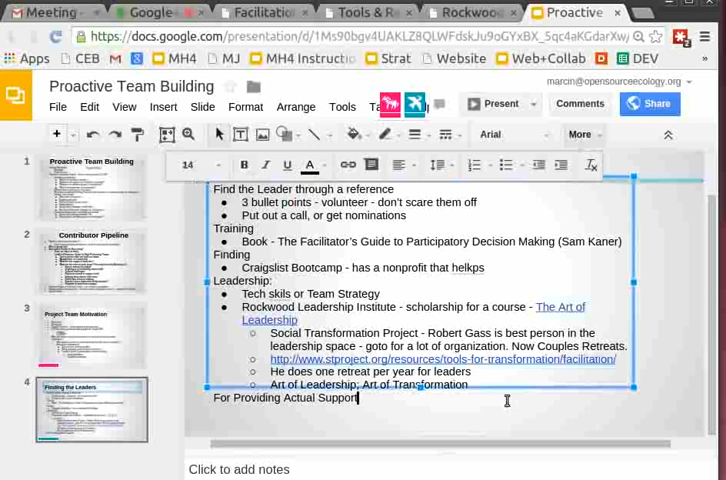 Meeting -
Google+
Facilitatio
Tools & R
Rockwood
Proactive
https://docs.google.com/presentation/d/1Ms90bgv4UAKLZ8QLWFdskJu9oGYxBX_5qc4aKGdarXw/
Apps
CEB
MJ
MH4
MJ Instructio
Strat
Website
Web+Collab
DEV
Proactive Team Building
marcin@opensourceecology.org
File Edit View Insert Slide Format Arrange Tools Ta
Present
Comments
Share
Arial
More
14
1
Proactive Team Building
2
Contributor Pipeline
3
Project Team Motivation
4
Finding the Leaders
Find the Leader through a reference
● 3 bullet points - volunteer - don't scare them off
● Put out a call, or get nominations
Training
● Book - The Facilitator's Guide to Participatory Decision Making (Sam Kaner)
Finding
● Craigslist Bootcamp - has a nonprofit that helkps
Leadership:
● Tech skils or Team Strategy
● Rockwood Leadership Institute - scholarship for a course - The Art of
Leadership
○ Social Transformation Project - Robert Gass is best person in the
leadership space - goto for a lot of organization. Now Couples Retreats.
○ http://www.stproject.org/resources/tools-for-transformation/facilitation/
○ He does one retreat per year for leaders
○ Art of Leadership; Art of Transformation
For Providing Actual Support
Click to add notes